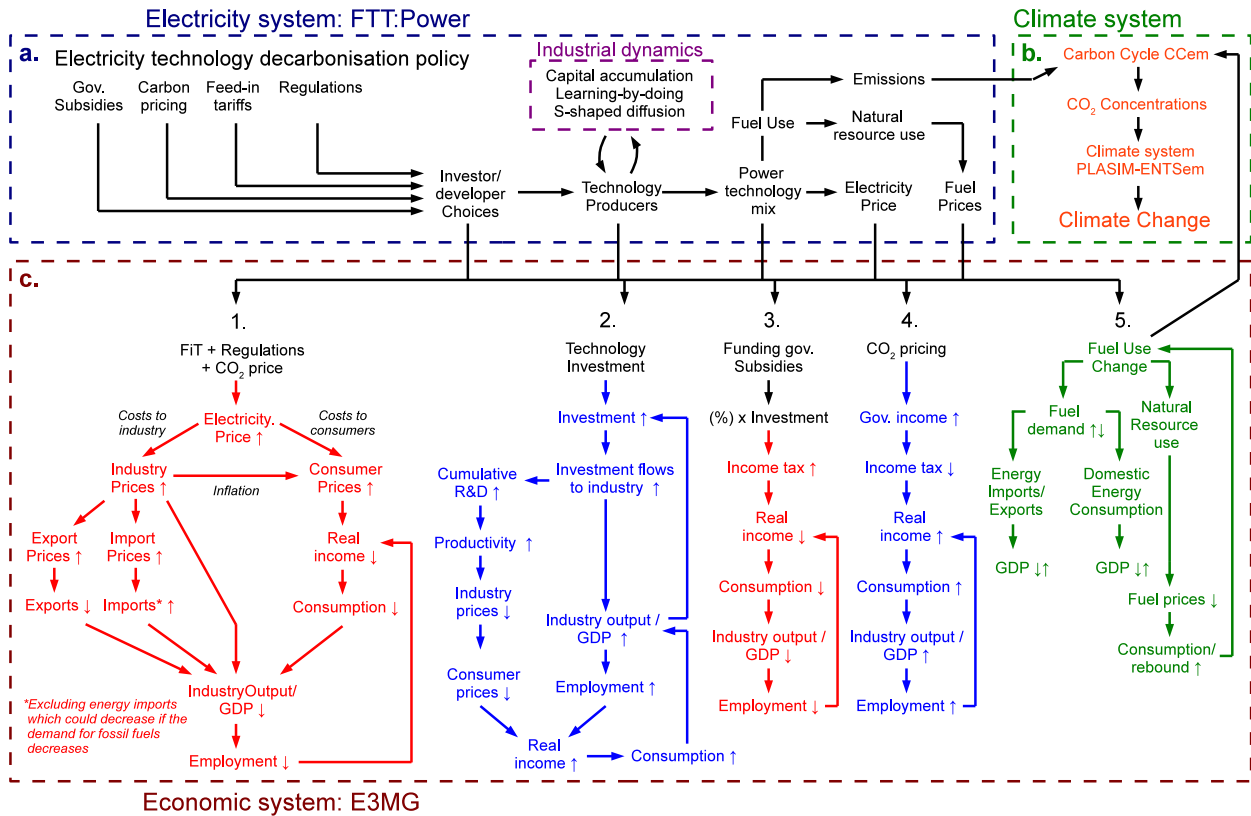 Electricity system: FTT:Power
Climate system
a.
Electricity technology decarbonisation policy
Gov.
Subsidies
Carbon
pricing
Feed-in
tariffs
Regulations
Industrial dynamics
Capital accumulation
Learning-by-doing
S-shaped diffusion
Emissions
Fuel Use
Natural
resource use
Investor/
developer
Choices
Technology
Producers
Power
technology
mix
Electricity
Price
Fuel
Prices
b.
Carbon Cycle CCem
CO₂ Concentrations
Climate system
PLASIM-ENTSem
Climate Change
c.
1.
FiT + Regulations
+ CO₂ price
Costs to
industry
Electricity.
Price ↑
Costs to
consumers
Industry
Prices ↑
Inflation
Consumer
Prices ↑
Export
Prices ↑
Import
Prices ↑
Real
income ↓
Exports ↓
Imports* ↑
Consumption ↓
IndustryOutput/
GDP ↓
*Excluding energy imports
which could decrease if the
demand for fossil fuels
decreases
Employment ↓
2.
Technology
Investment
Investment ↑
Cumulative
R&D ↑
Investment flows
to industry ↑
Productivity ↑
Industry
prices ↓
Industry output /
GDP ↑
Consumer
prices ↓
Employment ↑
Real
income ↑
Consumption ↑
3.
Funding gov.
Subsidies
(%) x Investment
Income tax ↑
Real
income ↓
Consumption ↓
Industry output /
GDP ↓
Employment ↓
4.
CO₂ pricing
Gov. income ↑
Income tax ↓
Real
income ↑
Consumption ↑
Industry output /
GDP ↑
Employment ↑
5.
Fuel Use
Change
Fuel
demand ↑↓
Natural
Resource
use
Energy
Imports/
Exports
Domestic
Energy
Consumption
GDP ↓↑
GDP ↓↑
Fuel prices ↓
Consumption/
rebound ↑
Economic system: E3MG